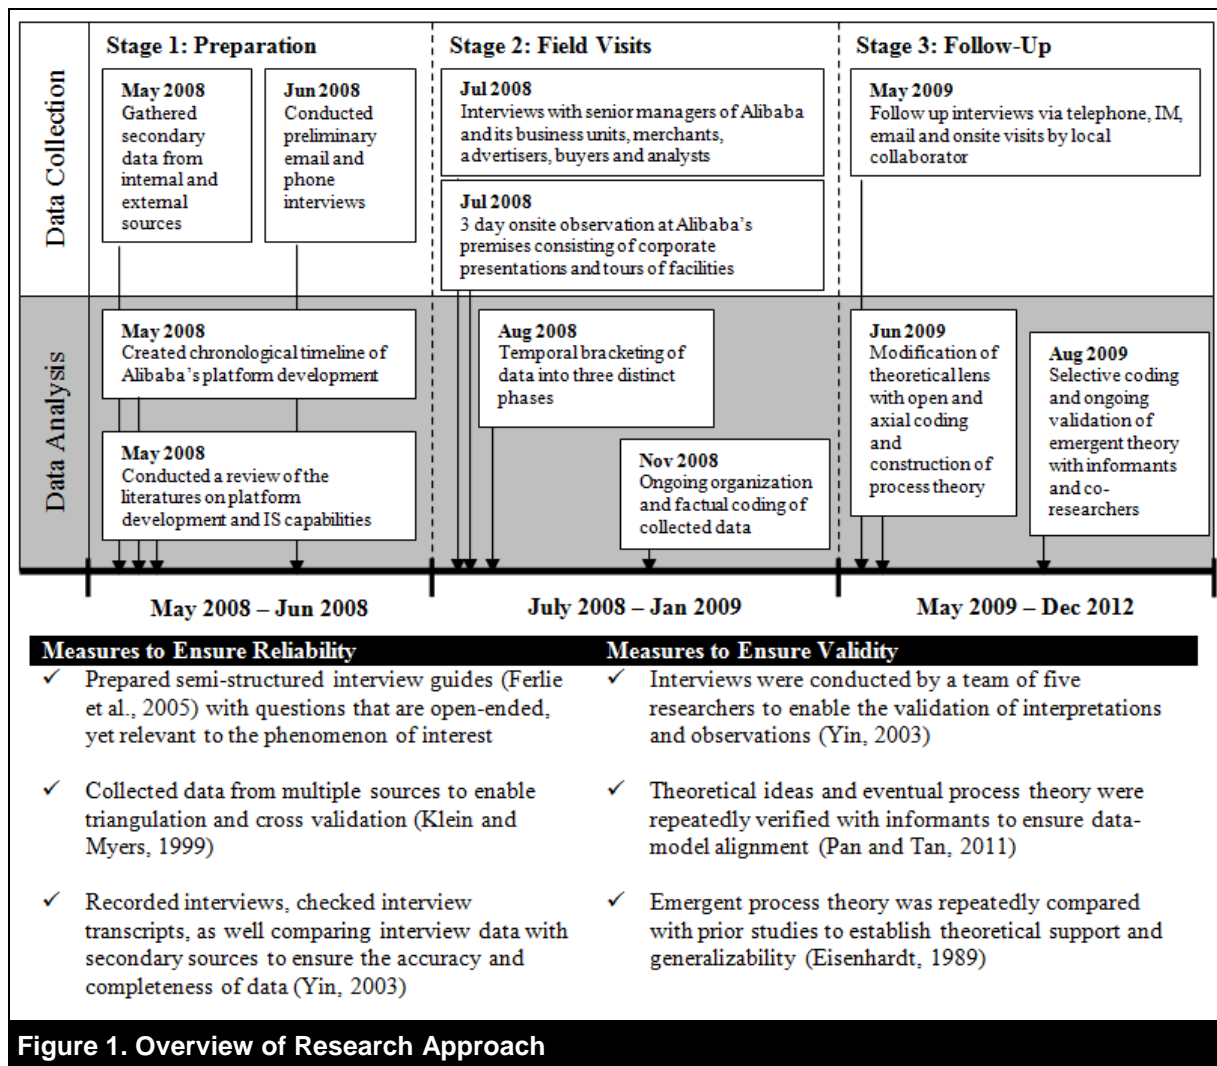 Stage 1: Preparation
Stage 2: Field Visits
Stage 3: Follow-Up
Data Collection
May 2008
Gathered
secondary
data from
internal and
external
sources
Jun 2008
Conducted
preliminary
email and
phone
interviews
Jul 2008
Interviews with senior managers of Alibaba
and its business units, merchants,
advertisers, buyers and analysts
Jul 2008
3 day onsite observation at Alibaba's
premises consisting of corporate
presentations and tours of facilities
May 2009
Follow up interviews via telephone, IM,
email and onsite visits by local
collaborator
Data Analysis
May 2008
Created chronological timeline of
Alibaba's platform development
May 2008
Conducted a review of the
literatures on platform
development and IS capabilities
Aug 2008
Temporal bracketing of
data into three distinct
phases
Nov 2008
Ongoing organization
and factual coding of
collected data
Jun 2009
Modification of
theoretical lens
with open and
axial coding
and
construction of
process theory
Aug 2009
Selective coding
and ongoing
validation of
emergent theory
with informants
and co-
researchers
May 2008 – Jun 2008
July 2008 – Jan 2009
May 2009 – Dec 2012
Measures to Ensure Reliability
✓ Prepared semi-structured interview guides (Ferlie
et al., 2005) with questions that are open-ended,
yet relevant to the phenomenon of interest
✓ Collected data from multiple sources to enable
triangulation and cross validation (Klein and
Myers, 1999)
✓ Recorded interviews, checked interview
transcripts, as well comparing interview data with
secondary sources to ensure the accuracy and
completeness of data (Yin, 2003)
Measures to Ensure Validity
✓ Interviews were conducted by a team of five
researchers to enable the validation of interpretations
and observations (Yin, 2003)
✓ Theoretical ideas and eventual process theory were
repeatedly verified with informants to ensure data-
model alignment (Pan and Tan, 2011)
✓ Emergent process theory was repeatedly compared
with prior studies to establish theoretical support and
generalizability (Eisenhardt, 1989)
Figure 1. Overview of Research Approach